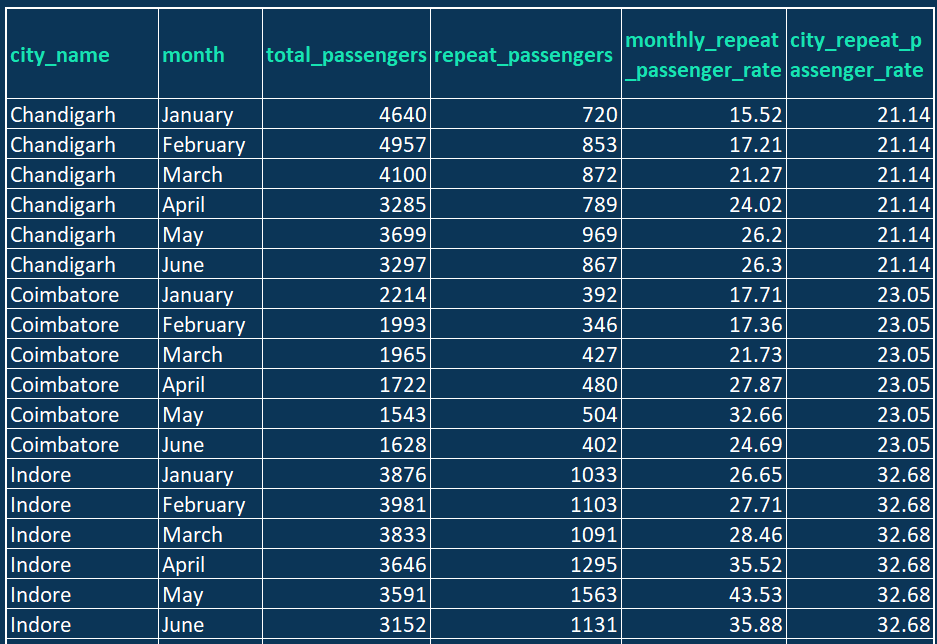 city_name month total_passengers repeat_passengers monthly_repeat_passenger_rate city_repeat_passenger_rate
Chandigarh January 4640 720 15.52 21.14
Chandigarh February 4957 853 17.21 21.14
Chandigarh March 4100 872 21.27 21.14
Chandigarh April 3285 789 24.02 21.14
Chandigarh May 3699 969 26.2 21.14
Chandigarh June 3297 867 26.3 21.14
Coimbatore January 2214 392 17.71 23.05
Coimbatore February 1993 346 17.36 23.05
Coimbatore March 1965 427 21.73 23.05
Coimbatore April 1722 480 27.87 23.05
Coimbatore May 1543 504 32.66 23.05
Coimbatore June 1628 402 24.69 23.05
Indore January 3876 1033 26.65 32.68
Indore February 3981 1103 27.71 32.68
Indore March 3833 1091 28.46 32.68
Indore April 3646 1295 35.52 32.68
Indore May 3591 1563 43.53 32.68
Indore June 3152 1131 35.88 32.68